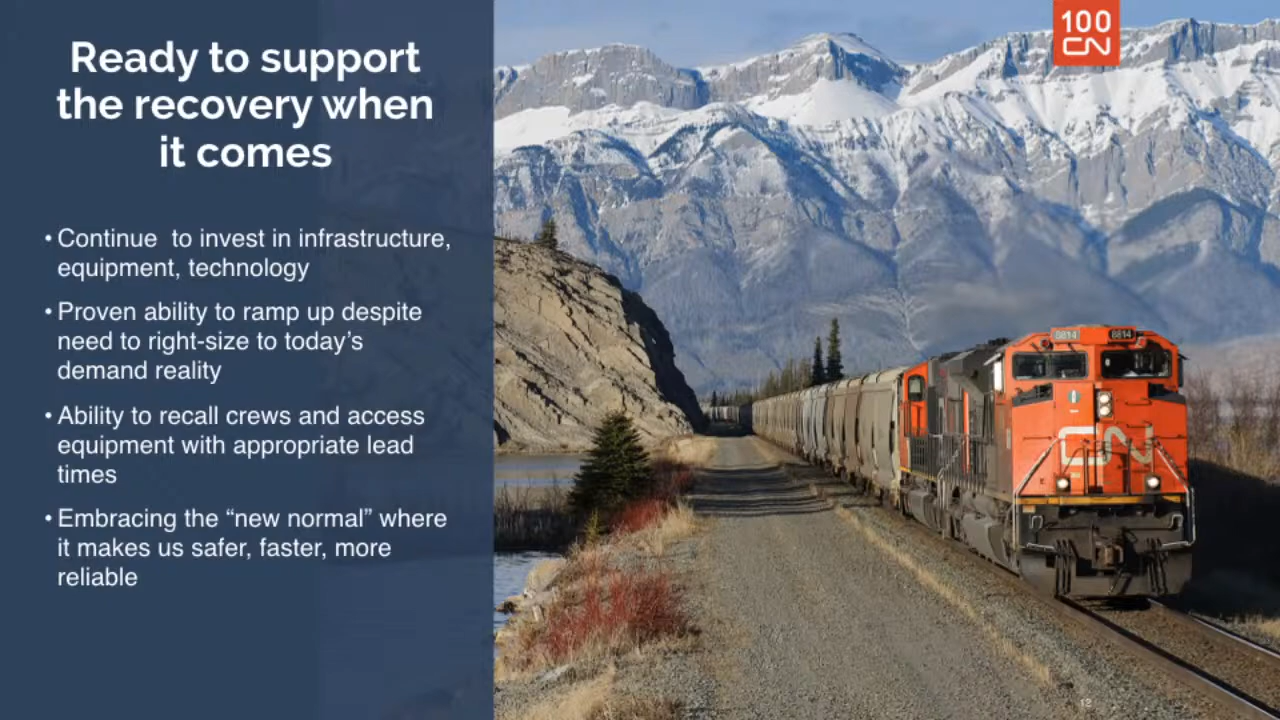 Ready to support
the recovery when
it comes
• Continue  to invest in infrastructure,
equipment, technology
• Proven ability to ramp up despite
need to right-size to today’s
demand reality
• Ability to recall crews and access
equipment with appropriate lead
times
• Embracing the “new normal” where
it makes us safer, faster, more
reliable
100
CN
8814 8814
CN
12